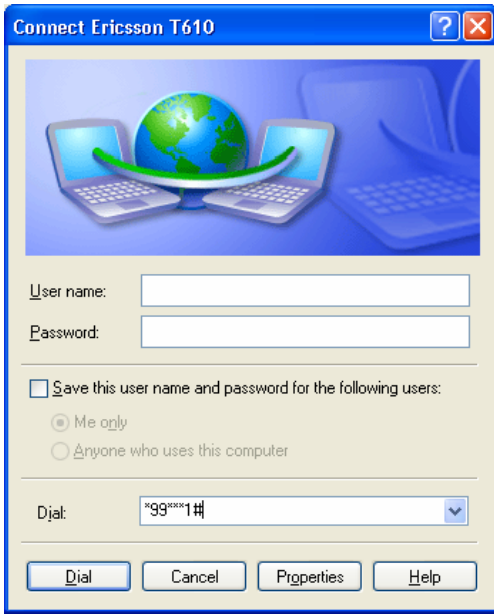 Connect Ericsson T610
User name:
Password:
Save this user name and password for the following users:
Me only
Anyone who uses this computer
Dial: *99***1#
Dial Cancel Properties Help